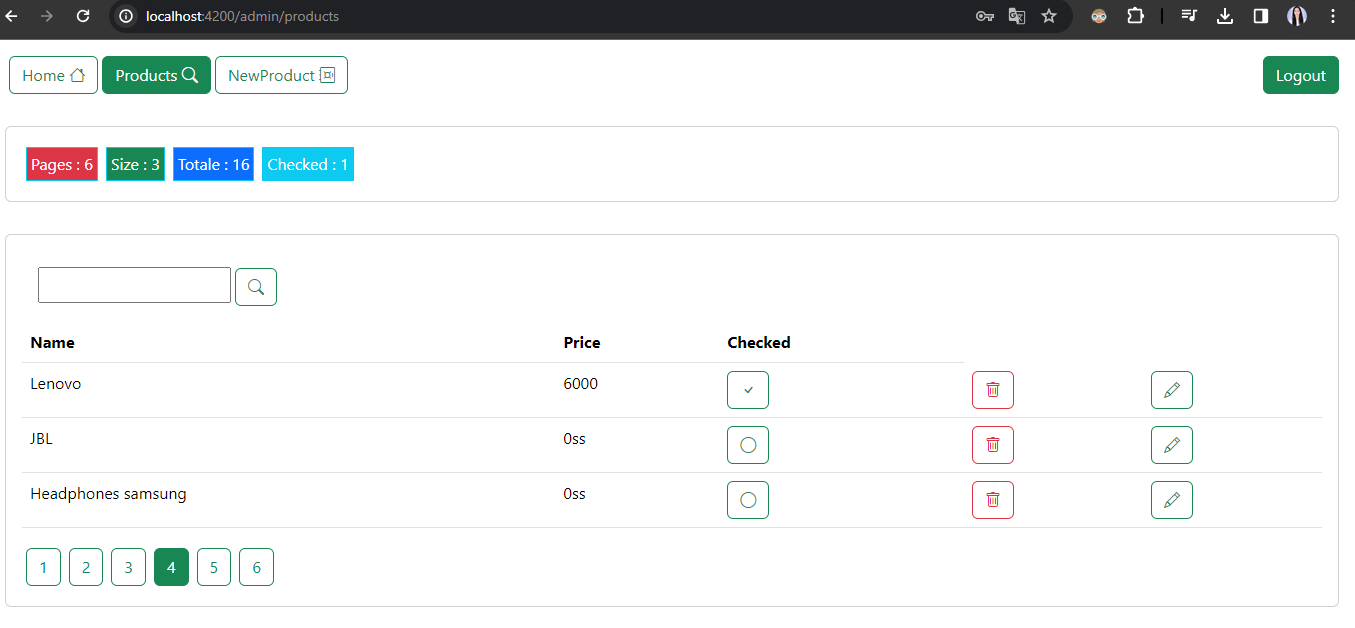 localhost:4200/admin/products
Home Products NewProduct Logout
Pages : 6 Size : 3 Totale : 16 Checked : 1
Name Price Checked
Lenovo 6000
JBL 0ss
Headphones samsung 0ss
1 2 3 4 5 6